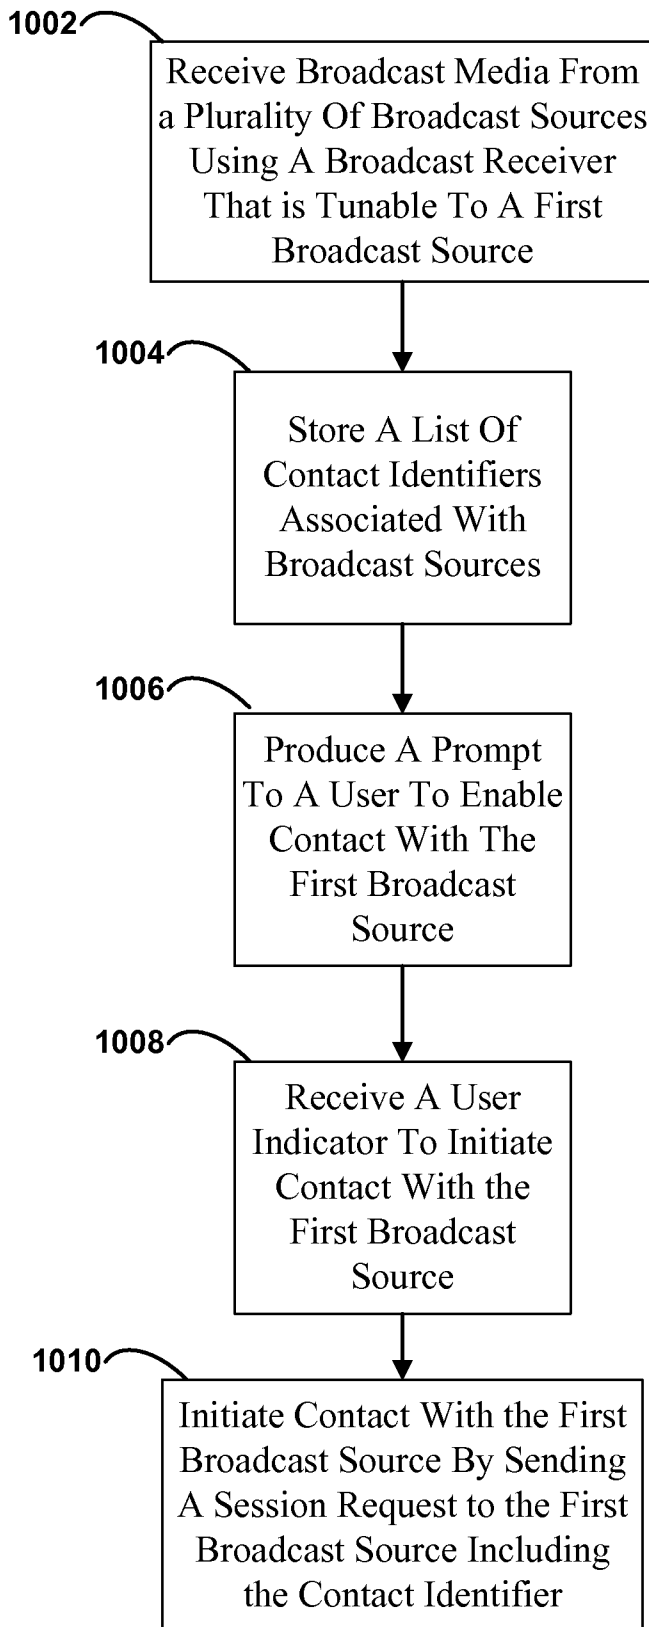 1002
Receive Broadcast Media From
a Plurality Of Broadcast Sources
Using A Broadcast Receiver
That is Tunable To A First
Broadcast Source
1004
Store A List Of
Contact Identifiers
Associated With
Broadcast Sources
1006
Produce A Prompt
To A User To Enable
Contact With The
First Broadcast
Source
1008
Receive A User
Indicator To Initiate
Contact With the
First Broadcast
Source
1010
Initiate Contact With the First
Broadcast Source By Sending
A Session Request to the First
Broadcast Source Including
the Contact Identifier